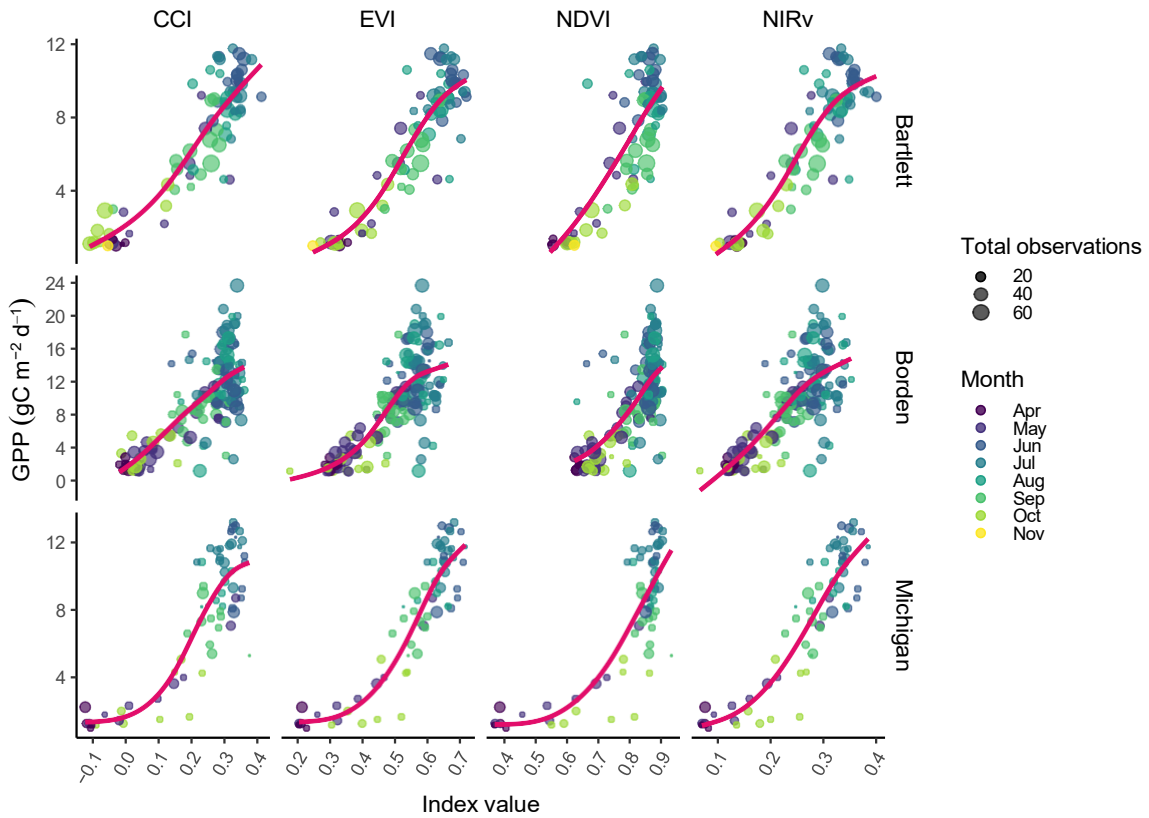 CCI EVI NDVI NIRv
12
8
4
Bartlett
24
20
16
12
8
4
0
Borden
12
8
4
Michigan
GPP (gC m⁻² d⁻¹)
−0.1 0.0 0.1 0.2 0.3 0.4 0.2 0.3 0.4 0.5 0.6 0.7 0.4 0.5 0.6 0.7 0.8 0.9 0.1 0.2 0.3 0.4
Index value
Total observations
20
40
60
Month
Apr
May
Jun
Jul
Aug
Sep
Oct
Nov